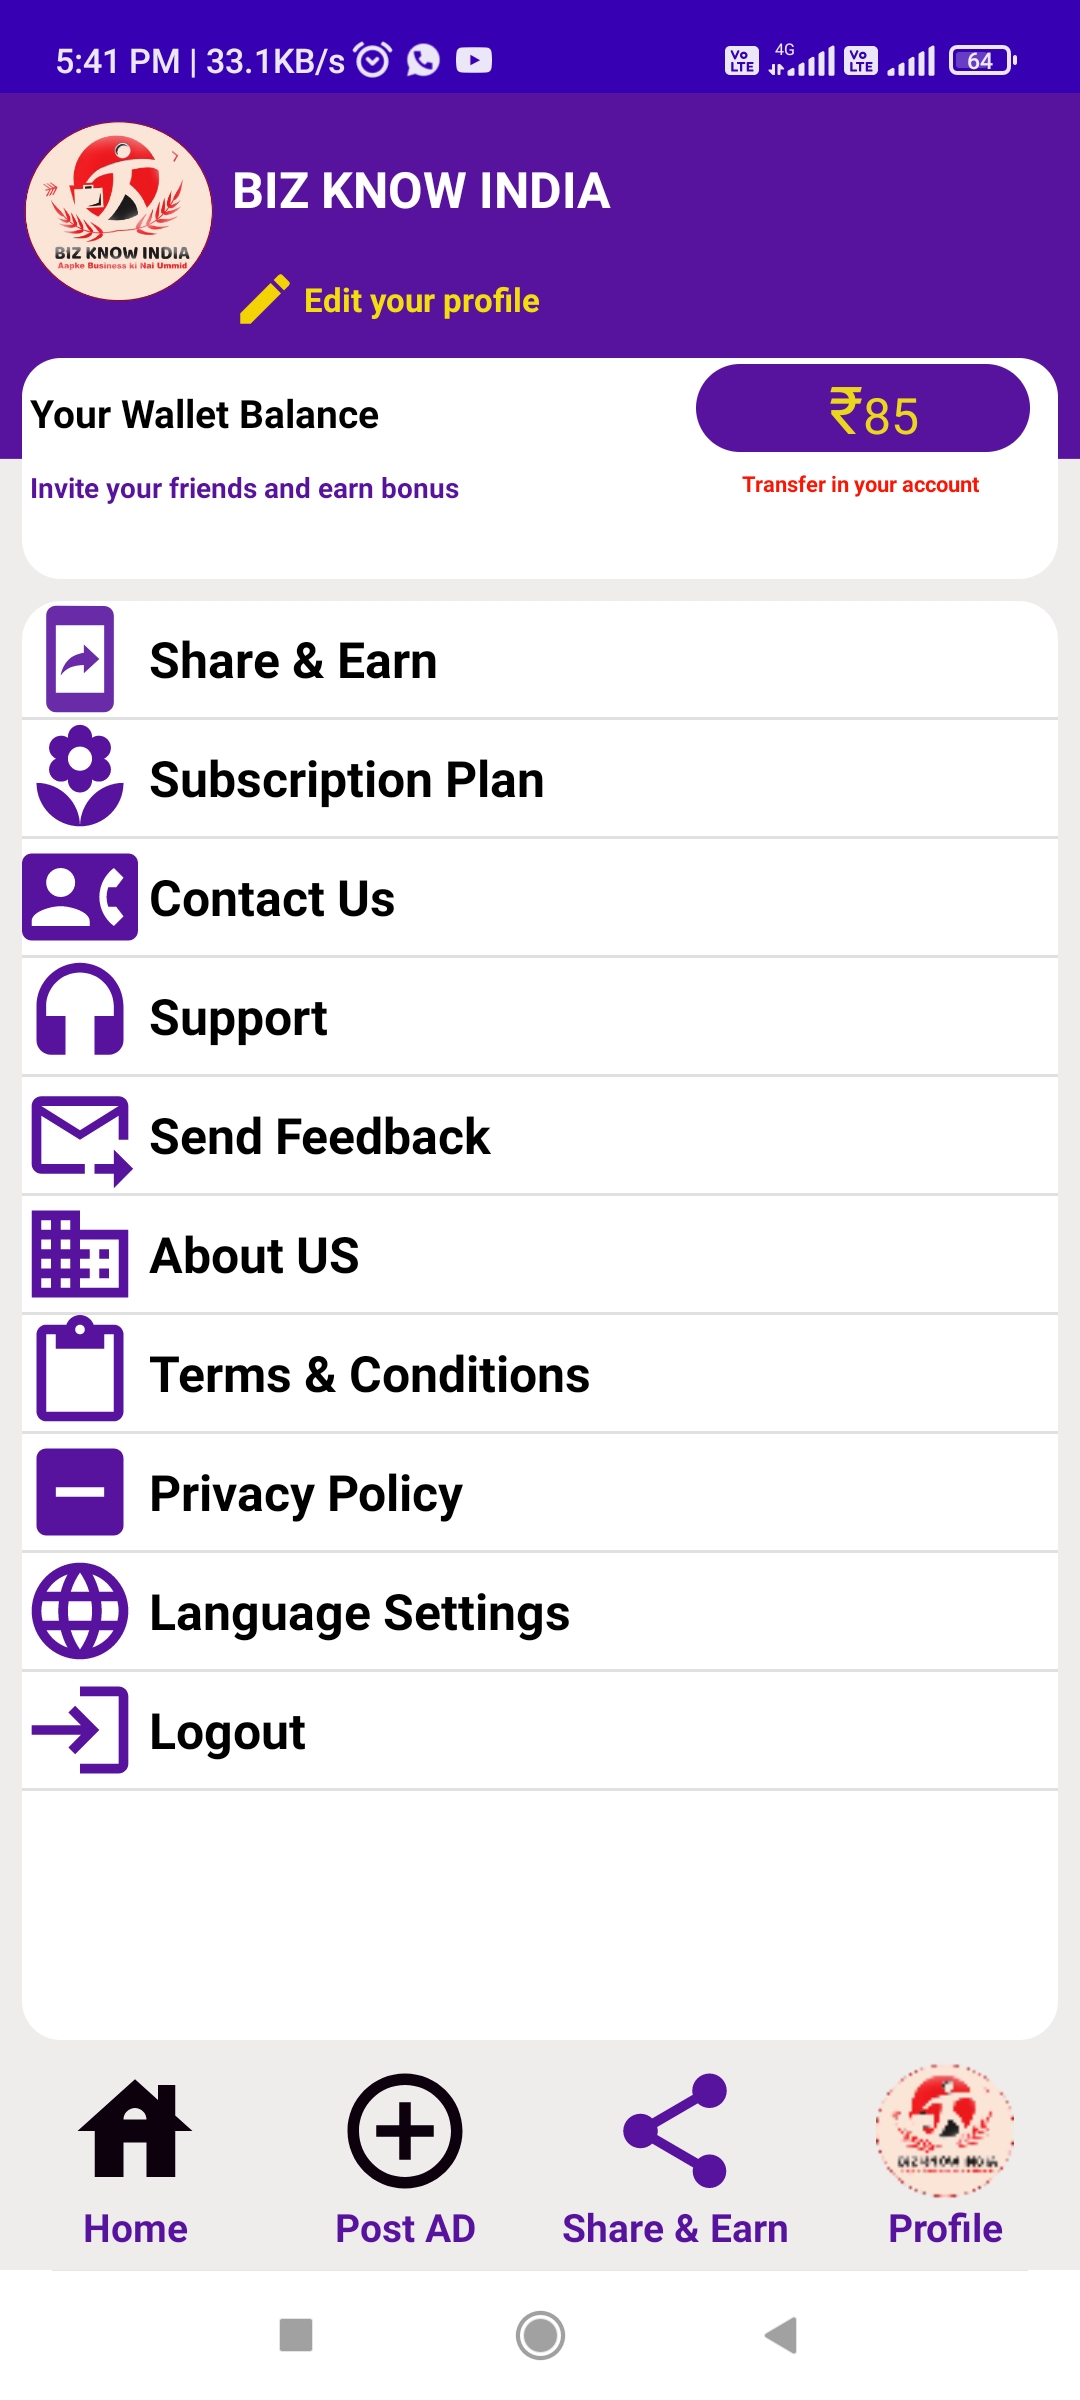 5:41 PM | 33.1KB/s
Vo LTE 4G Vo LTE 64
BIZ KNOW INDIA
Aapke Business ki Nai Ummid
BIZ KNOW INDIA
Edit your profile
Your Wallet Balance
₹85
Invite your friends and earn bonus
Transfer in your account
Share & Earn
Subscription Plan
Contact Us
Support
Send Feedback
About US
Terms & Conditions
Privacy Policy
Language Settings
Logout
BIZ KNOW INDIA
Home
Post AD
Share & Earn
Profile